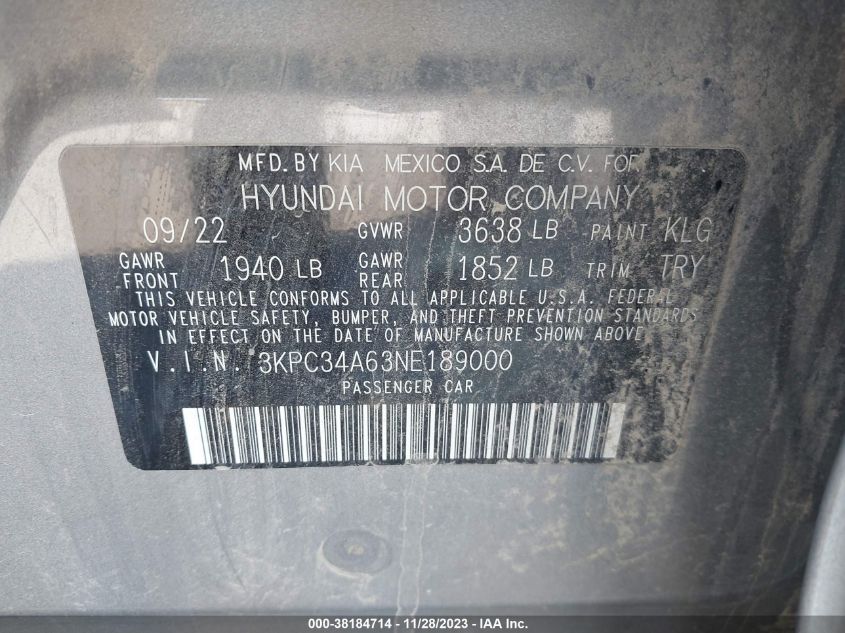 MFD. BY KIA MEXICO S.A. DE C.V. FOR
HYUNDAI MOTOR COMPANY
09/22 GVWR 3638 LB PAINT KLG
GAWR FRONT 1940 LB GAWR REAR 1852 LB TRIM TRY
THIS VEHICLE CONFORMS TO ALL APPLICABLE U.S.A. FEDERAL
MOTOR VEHICLE SAFETY, BUMPER, AND THEFT PREVENTION STANDARDS
IN EFFECT ON THE DATE OF MANUFACTURE SHOWN ABOVE
V.I.N. 3KPC34A63NE189000
PASSENGER CAR
000-38184714 - 11/28/2023 - IAA Inc.